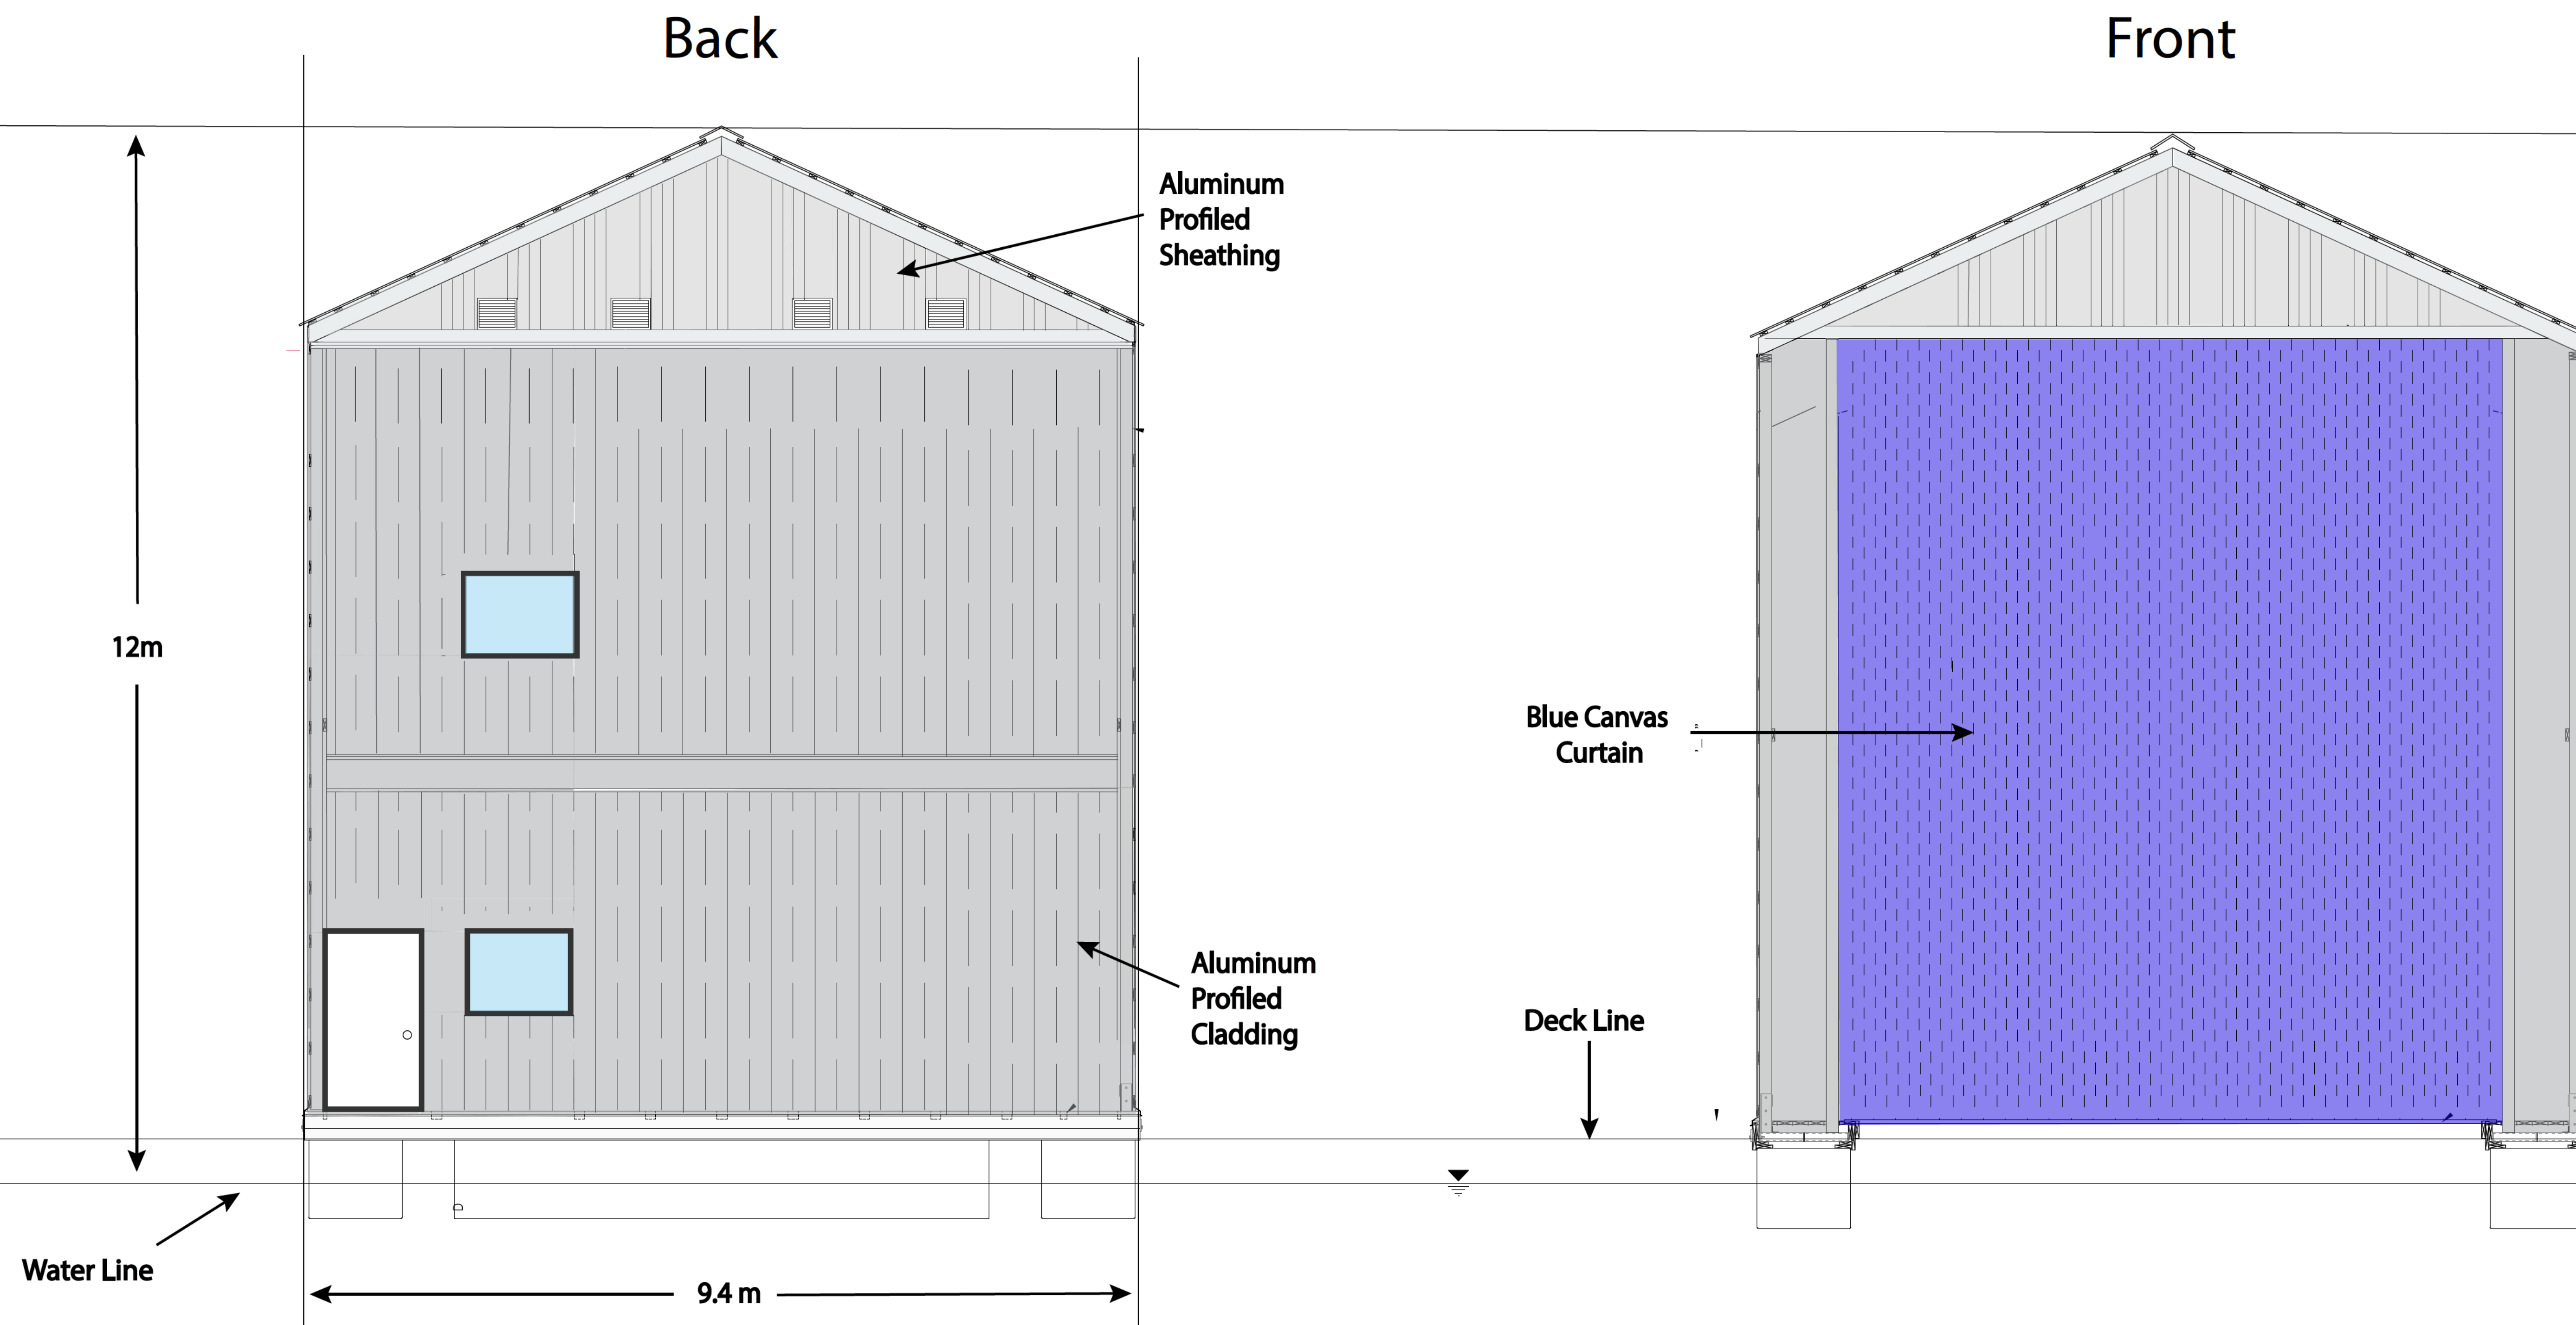 Back
Front
Aluminum
Profiled
Sheathing
12m
Blue Canvas
Curtain
Aluminum
Profiled
Cladding
Deck Line
Water Line
9.4 m
D